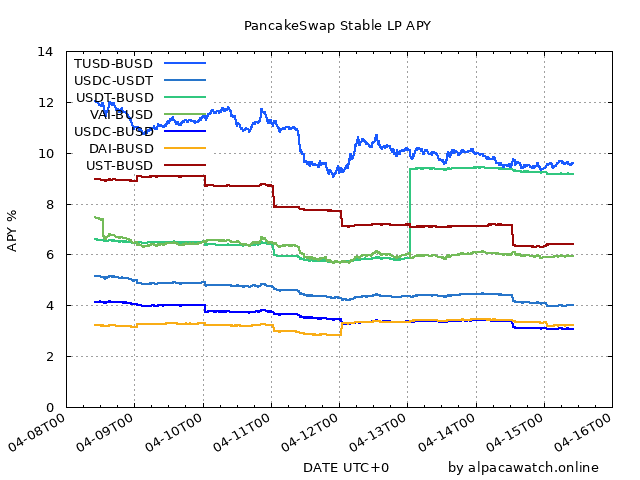 PancakeSwap Stable LP APY
14
12
10
8
6
4
2
0
APY %
TUSD-BUSD
USDC-USDT
USDT-BUSD
VAI-BUSD
USDC-BUSD
DAI-BUSD
UST-BUSD
04-08T00
04-09T00
04-10T00
04-11T00
04-12T00
04-13T00
04-14T00
04-15T00
04-16T00
DATE UTC+0
by alpacawatch.online